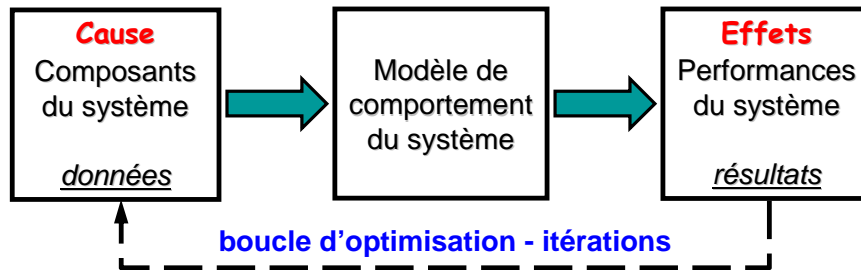 Cause
Composants
du système
données
Modèle de
comportement
du système
Effets
Performances
du système
résultats
boucle d'optimisation - itérations